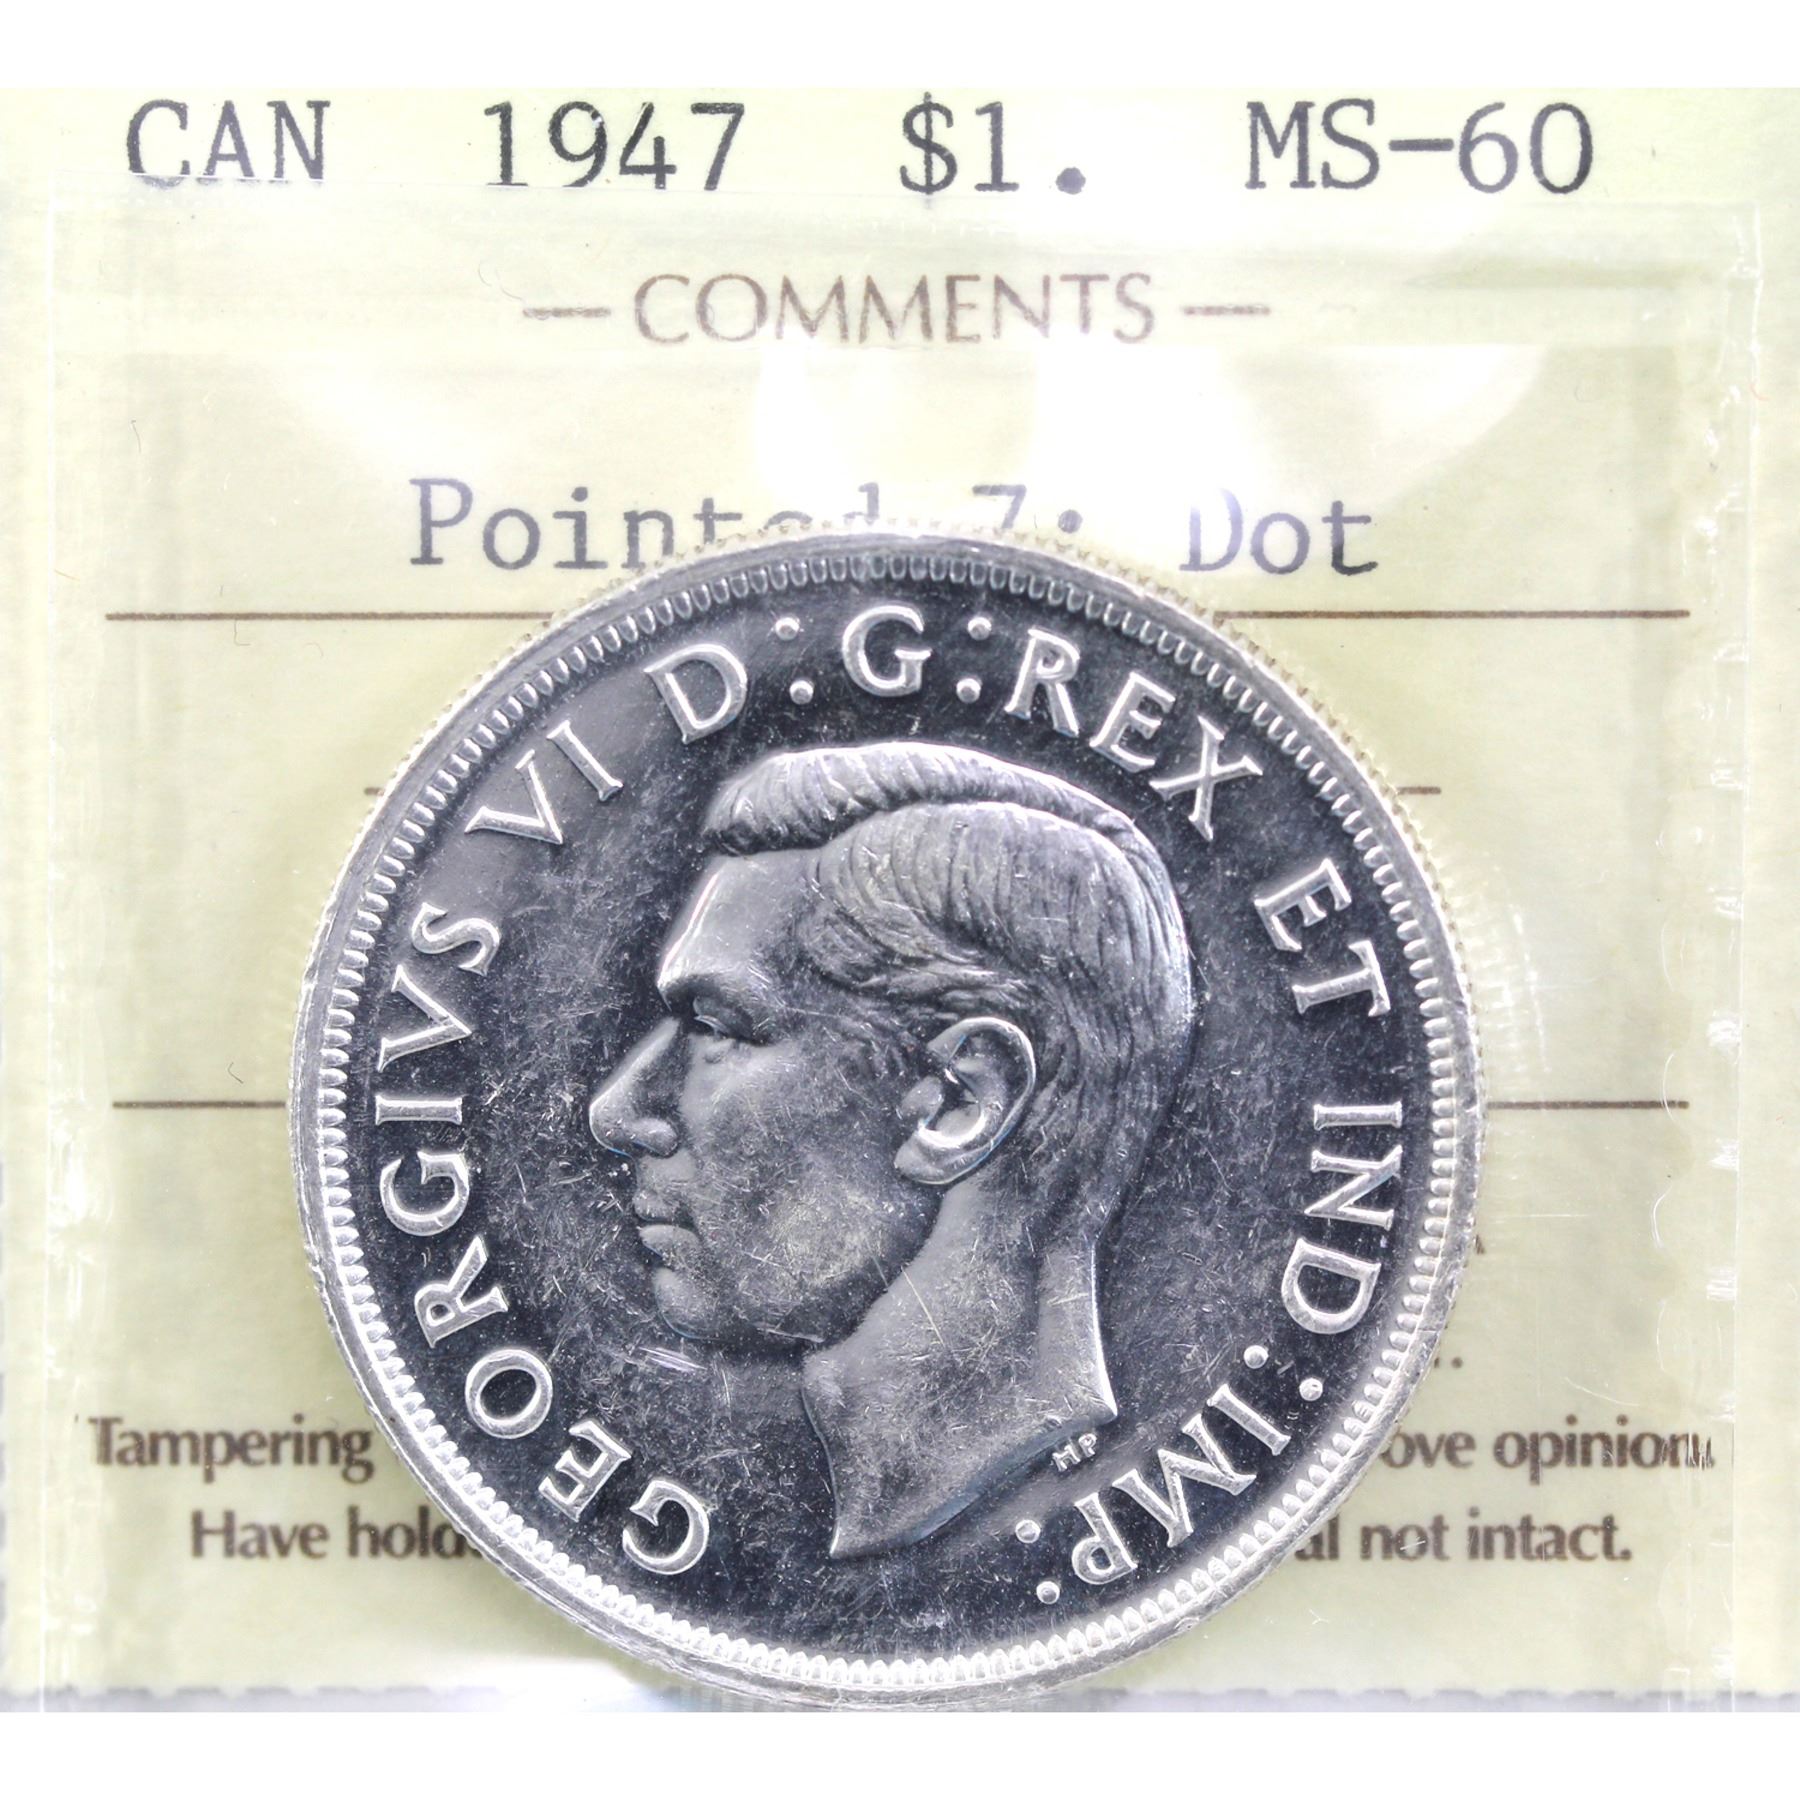 CAN 1947 $1. MS-60
— COMMENTS —
Pointed 7; Dot
GEORGIVS VI D:G:REX ET IND:IMP:
HP
Tampering ove opinion.
Have hold al not intact.